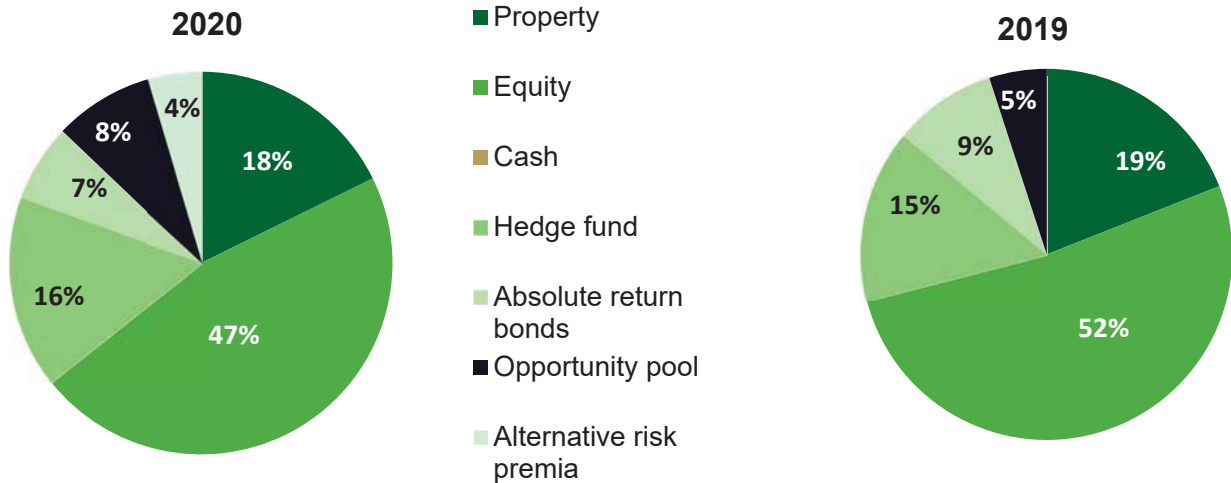 2020
4%
8%
18%
7%
16%
47%
Property
Equity
Cash
Hedge fund
Absolute return
bonds
Opportunity pool
Alternative risk
premia
2019
5%
9%
19%
15%
52%